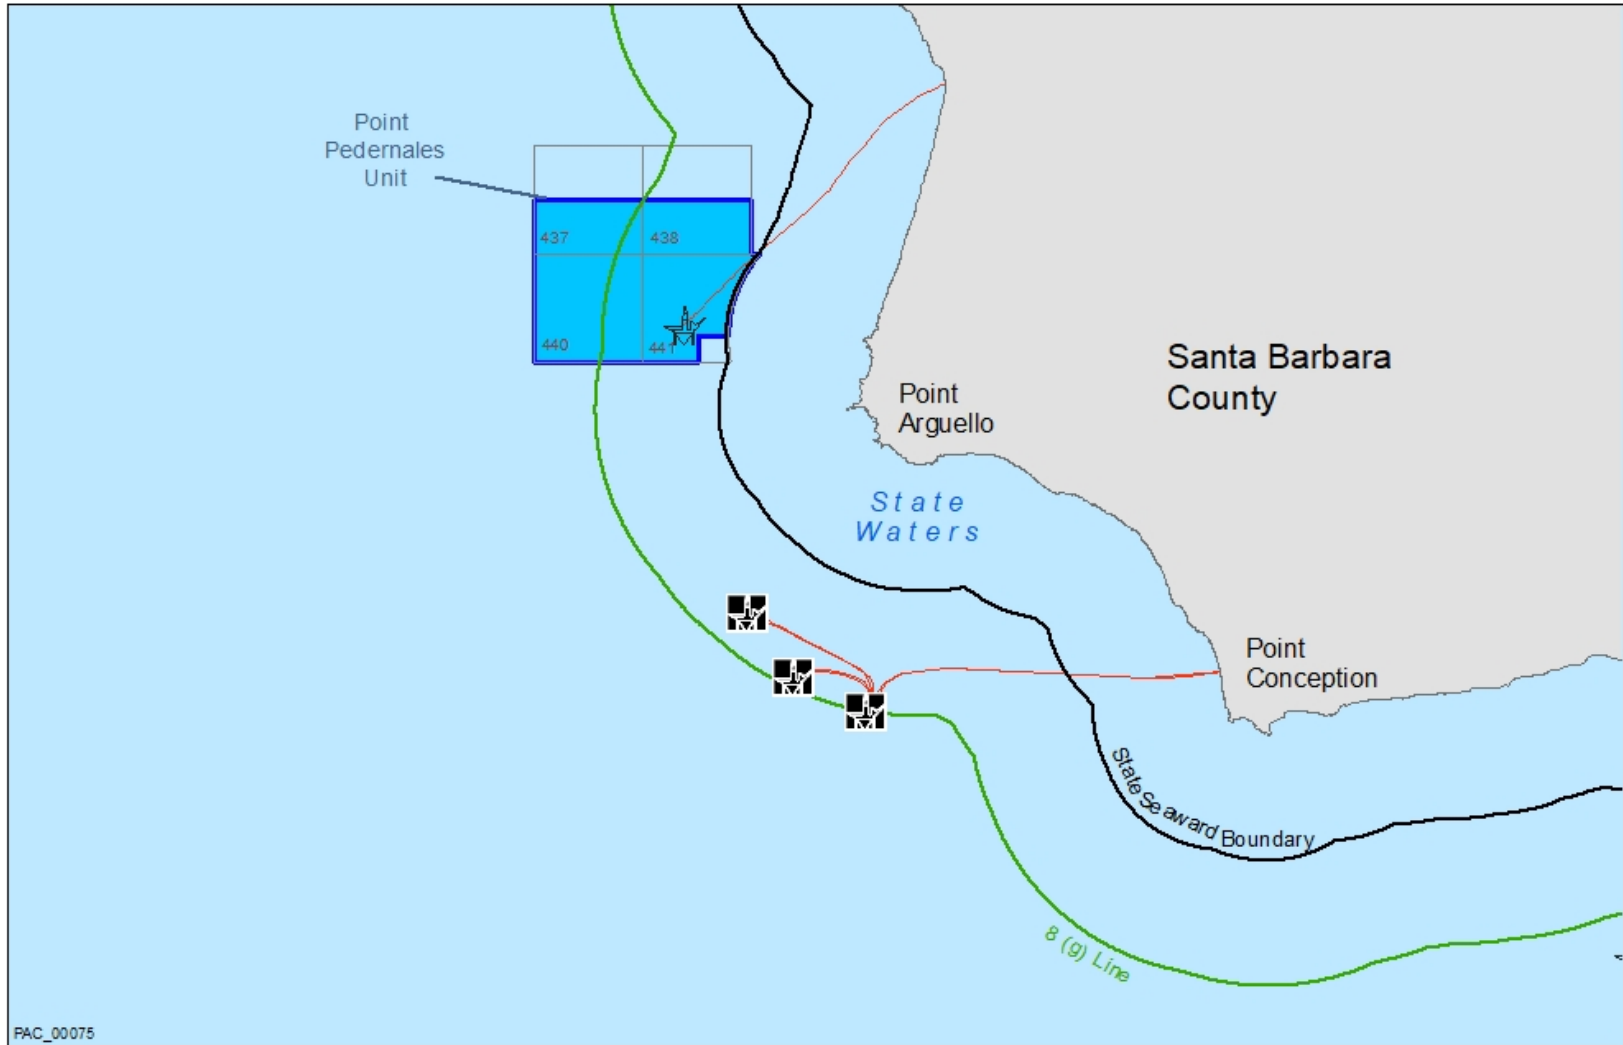 Point
Pedernales
Unit
437
438
440
441
Santa Barbara
County
Point
Arguello
State
Waters
Point
Conception
State Seaward Boundary
8 (g) Line
PAC_00075